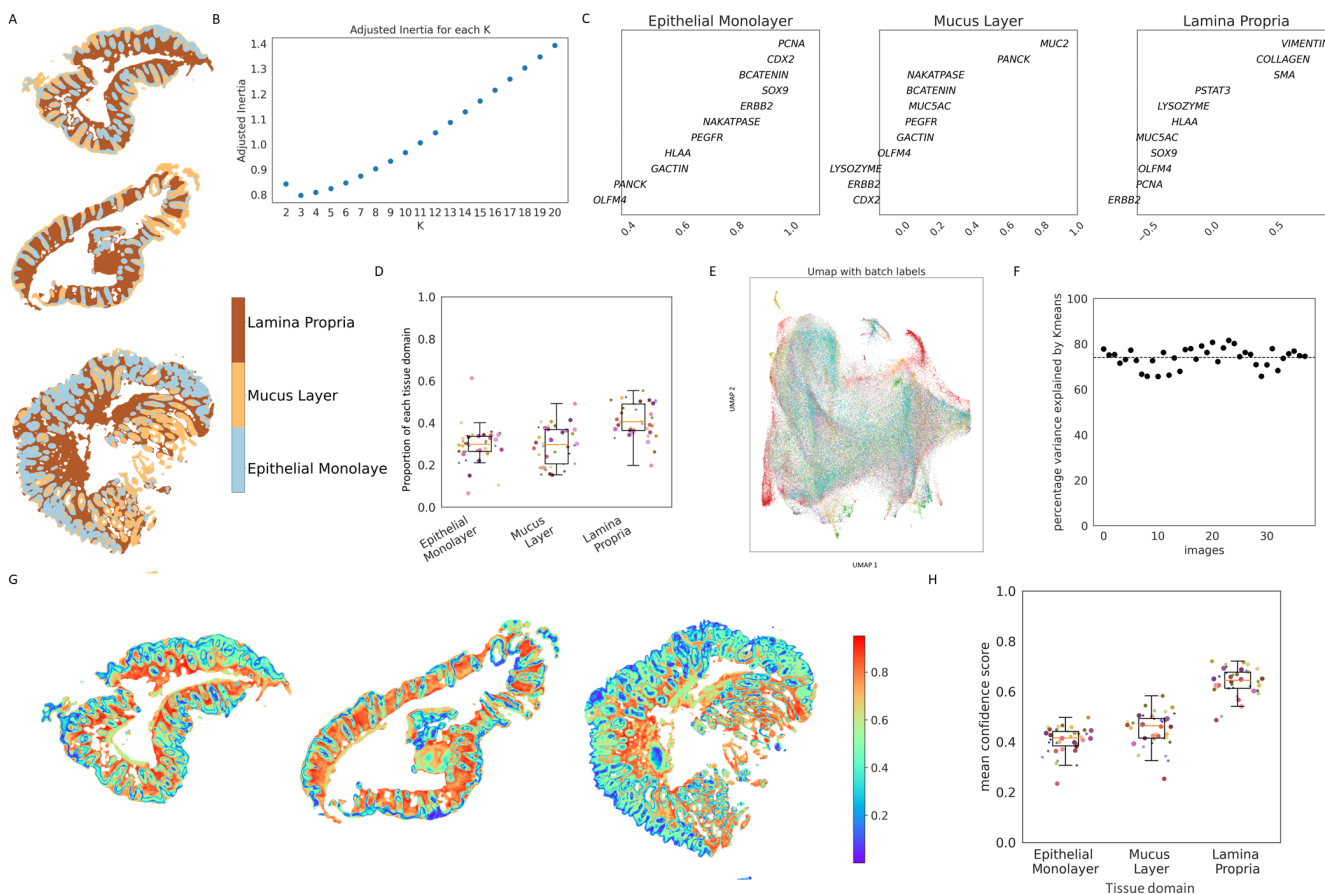 A
B
Adjusted Inertia for each K
Adjusted Inertia
1.4
1.3
1.2
1.1
1.0
0.9
0.8
2 3 4 5 6 7 8 9 10 11 12 13 14 15 16 17 18 19 20
K
C
Epithelial Monolayer
PCNA
CDX2
BCATENIN
SOX9
ERBB2
NAKATPASE
PEGFR
HLAA
GACTIN
PANCK
OLFM4
0.4 0.6 0.8 1.0
Mucus Layer
MUC2
PANCK
NAKATPASE
BCATENIN
MUC5AC
PEGFR
GACTIN
OLFM4
LYSOZYME
ERBB2
CDX2
0.0 0.2 0.4 0.6 0.8 1.0
Lamina Propria
VIMENTIN
COLLAGEN
SMA
PSTAT3
LYSOZYME
HLAA
MUC5AC
SOX9
OLFM4
PCNA
ERBB2
−0.5 0.0 0.5
Lamina Propria
Mucus Layer
Epithelial Monolaye
D
Proportion of each tissue domain
1.0
0.8
0.6
0.4
0.2
0.0
Epithelial
Monolayer
Mucus
Layer
Lamina
Propria
E
Umap with batch labels
UMAP 2
UMAP 1
F
percentage variance explained by Kmeans
100
80
60
40
20
0
0 10 20 30
images
G
0.8
0.6
0.4
0.2
H
mean confidence score
1.0
0.8
0.6
0.4
0.2
0.0
Epithelial
Monolayer
Mucus
Layer
Lamina
Propria
Tissue domain